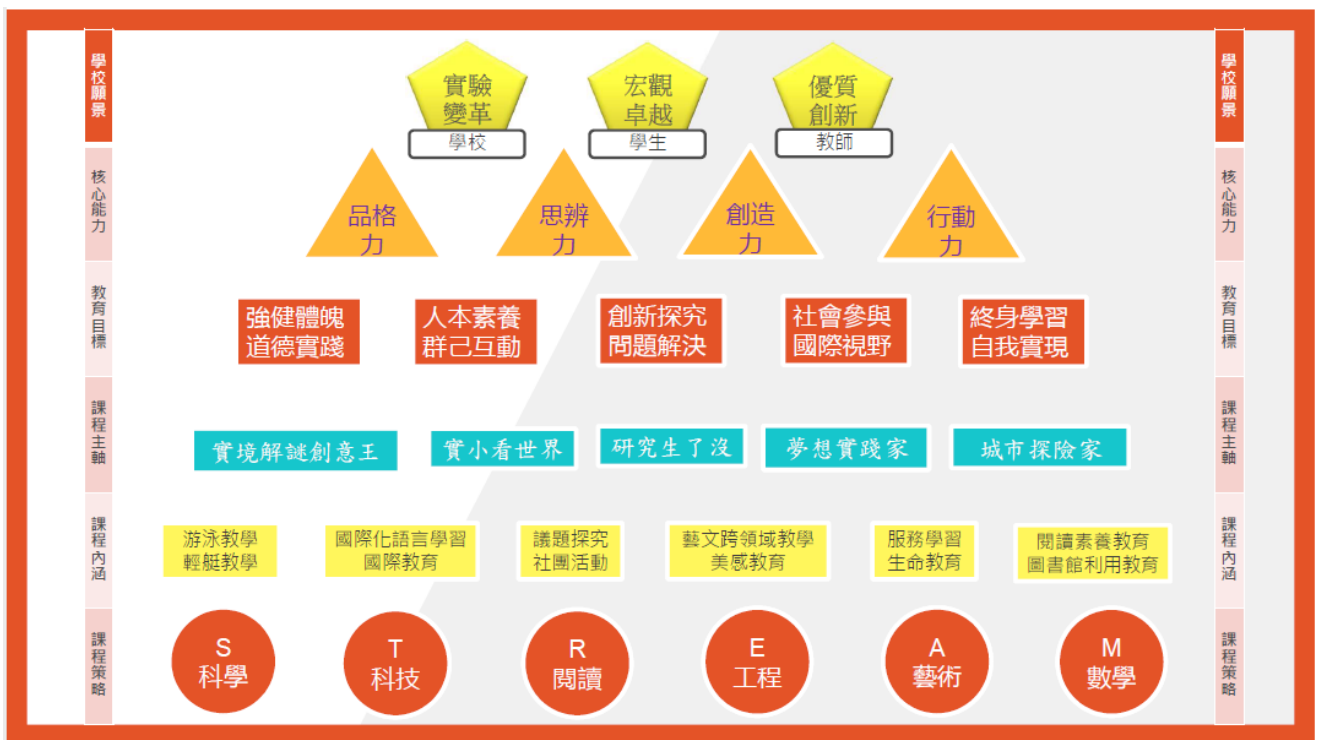 學校願景
實驗
變革
學校
宏觀
卓越
學生
優質
創新
教師
學校願景
核心能力
品格
力
思辨
力
創造
力
行動
力
核心能力
教育目標
強健體魄
道德實踐
人本素養
群己互動
創新探究
問題解決
社會參與
國際視野
終身學習
自我實現
教育目標
課程主軸
實境解謎創意王
實小看世界
研究生了沒
夢想實踐家
城市探險家
課程主軸
課程內涵
游泳教學
輕艇教學
國際化語言學習
國際教育
議題探究
社團活動
藝文跨領域教學
美感教育
服務學習
生命教育
閱讀素養教育
圖書館利用教育
課程內涵
課程策略
S
科學
T
科技
R
閱讀
E
工程
A
藝術
M
數學
課程策略